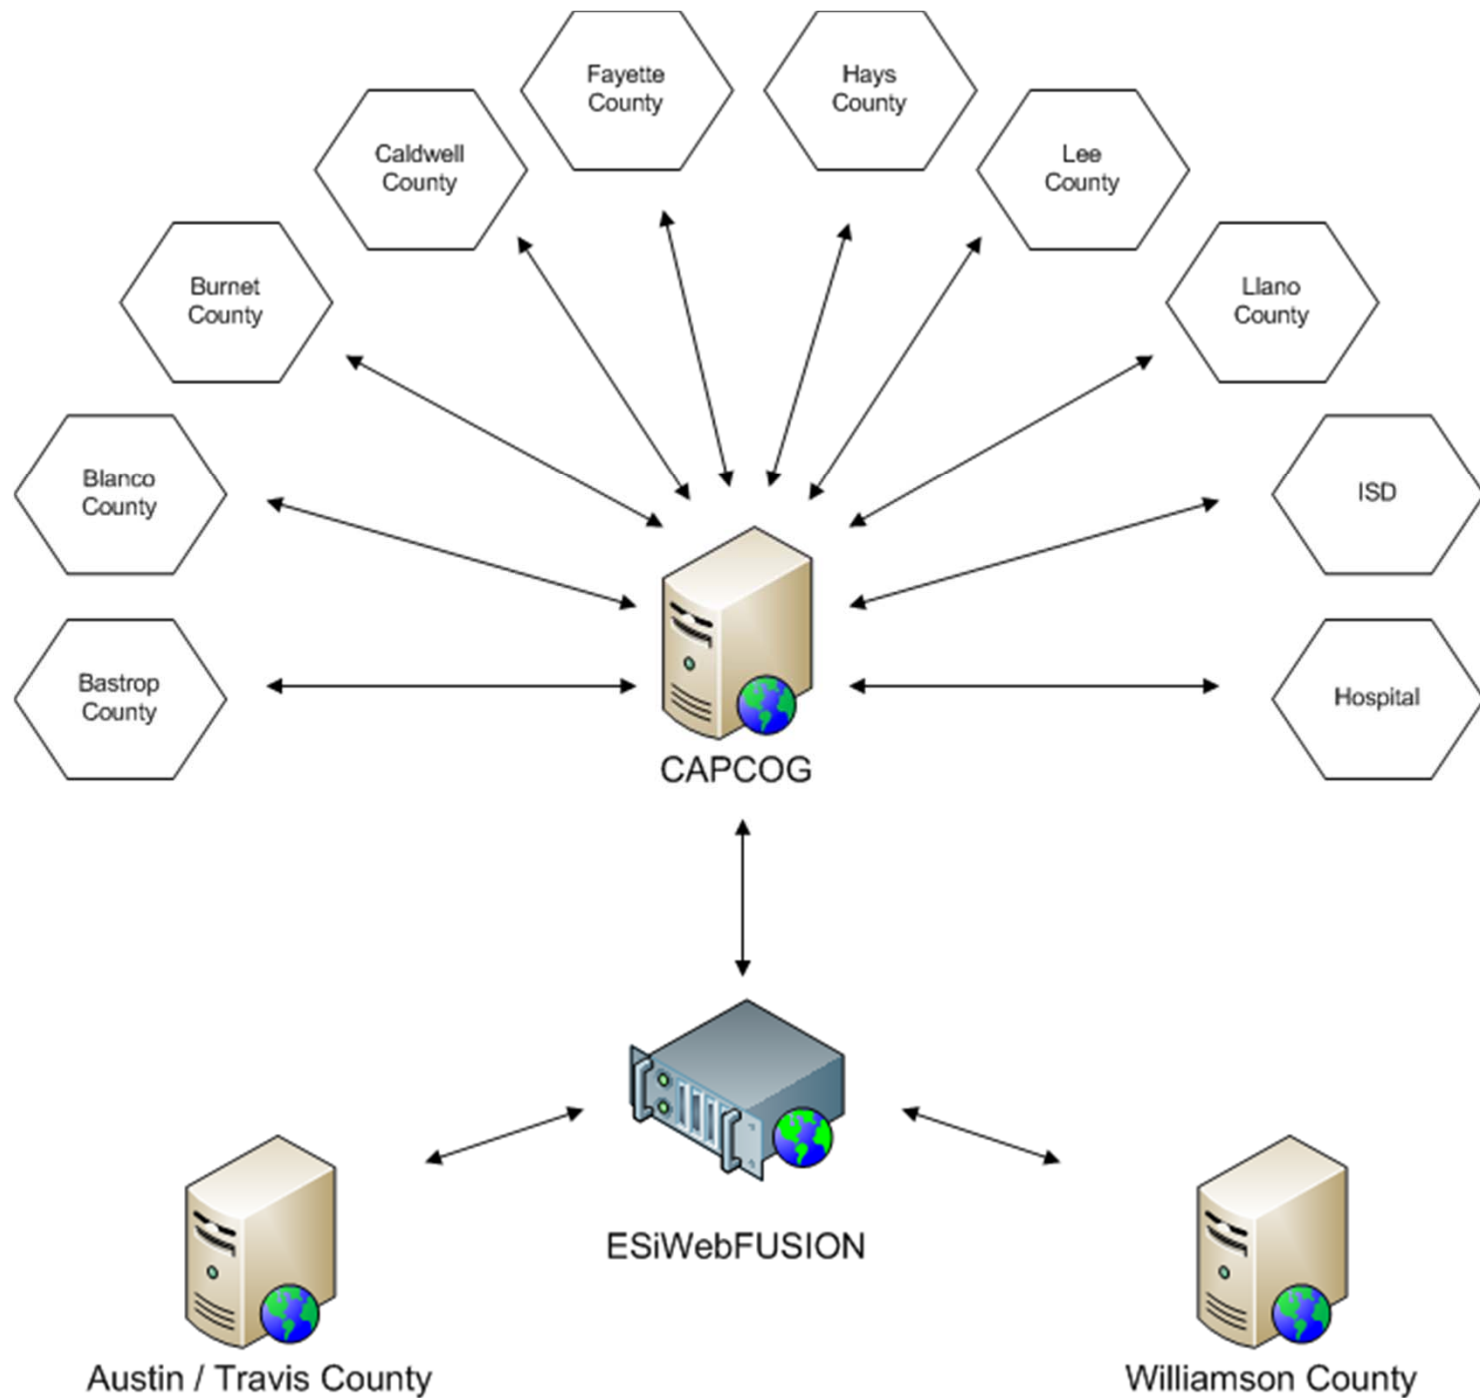 Fayette
County
Hays
County
Caldwell
County
Lee
County
Burnet
County
Llano
County
Blanco
County
ISD
Bastrop
County
Hospital
CAPCOG
ESiWebFUSION
Austin / Travis County
Williamson County